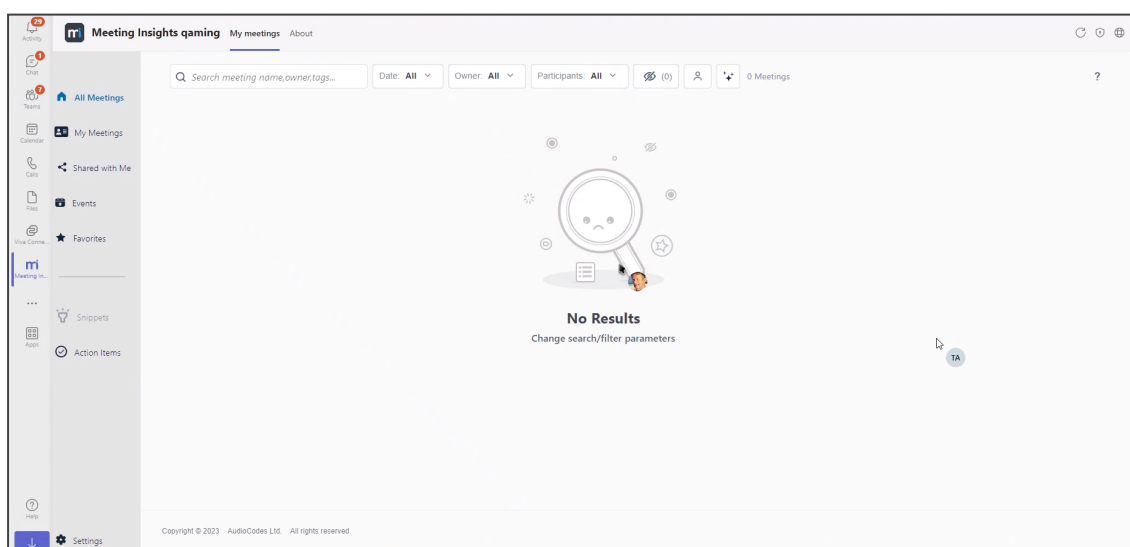 29
Activity
mi Meeting Insights qaming My meetings About
1
Chat
7
Teams
Calendar
Calls
Files
Viva Conne...
mi
Meeting in...
...
Apps
Help
All Meetings
My Meetings
Shared with Me
Events
Favorites
Snippets
Action Items
Settings
Search meeting name,owner,tags... Date: All Owner: All Participants: All (0) 0 Meetings ?
No Results
Change search/filter parameters
TA
Copyright © 2023 AudioCodes Ltd. All rights reserved.